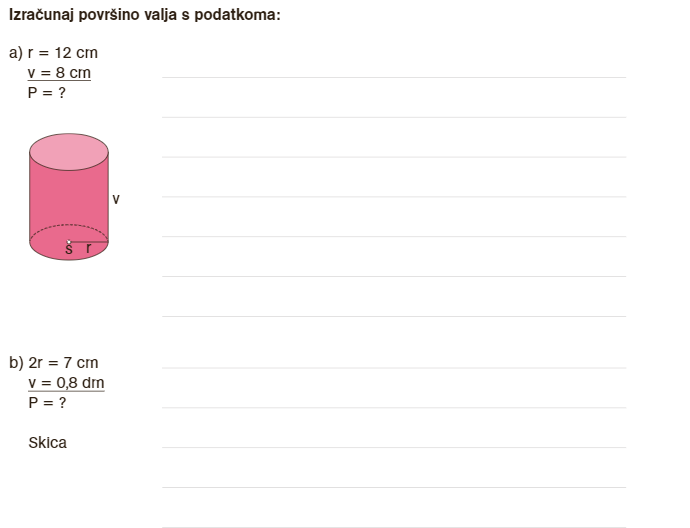 Izračunaj površino valja s podatkoma:
a) r = 12 cm
v = 8 cm
P = ?
v
s r
b) 2r = 7 cm
v = 0,8 dm
P = ?
Skica